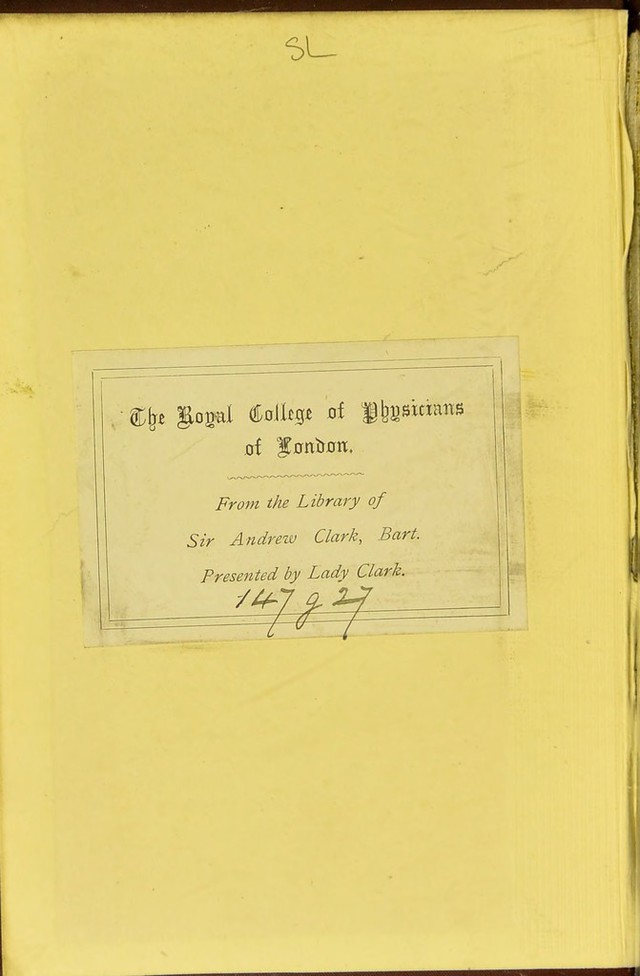 SL
The Royal College of Physicians
of London.
From the Library of
Sir Andrew Clark, Bart.
Presented by Lady Clark.
147 g 27